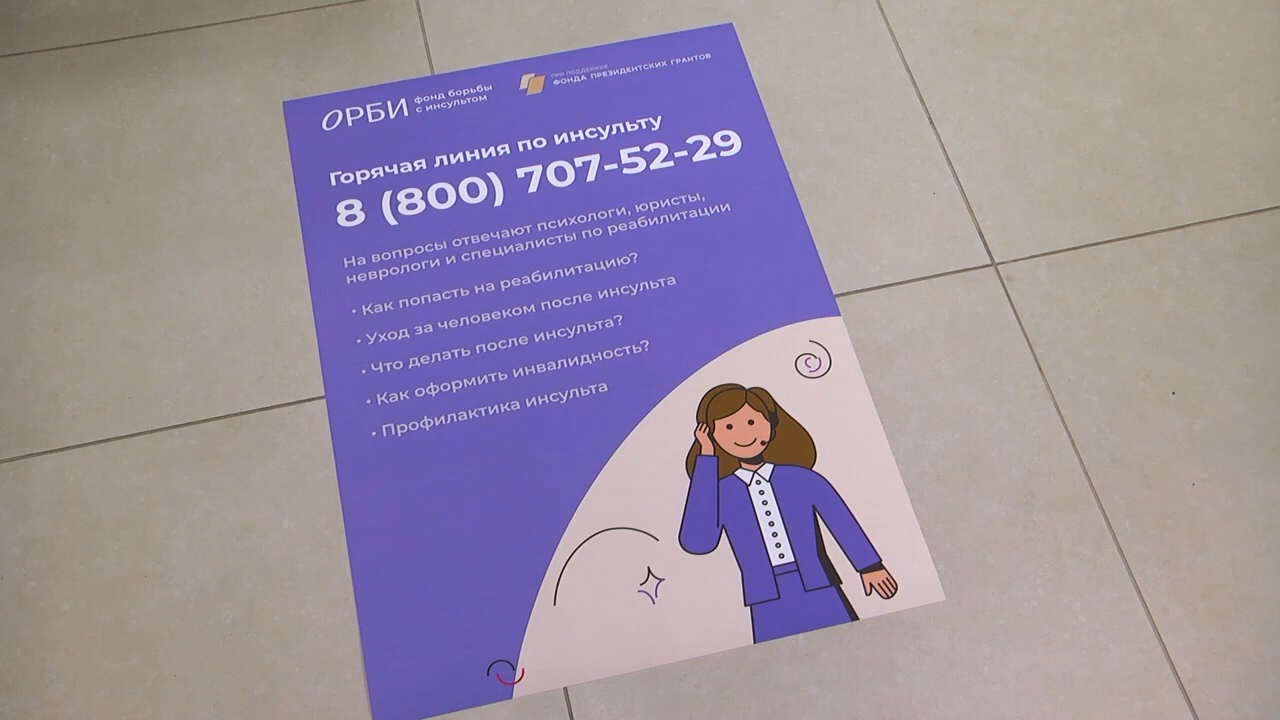 ОРБИ
фонд борьбы
с инсультом
ПРИ ПОДДЕРЖКЕ
ФОНДА ПРЕЗИДЕНТСКИХ ГРАНТОВ
Горячая линия по инсульту
8 (800) 707-52-29
На вопросы отвечают психологи, юристы,
неврологи и специалисты по реабилитации
• Как попасть на реабилитацию?
• Уход за человеком после инсульта
• Что делать после инсульта?
• Как оформить инвалидность?
• Профилактика инсульта